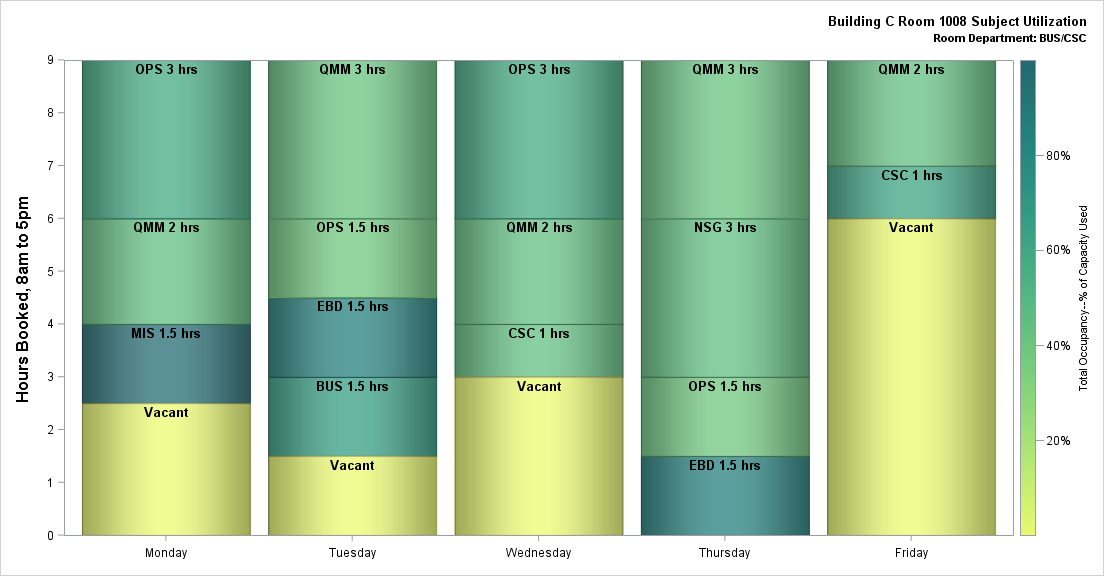 Building C Room 1008 Subject Utilization
Room Department: BUS/CSC
Hours Booked, 8am to 5pm
9
8
7
6
5
4
3
2
1
0
OPS 3 hrs
QMM 2 hrs
MIS 1.5 hrs
Vacant
QMM 3 hrs
OPS 1.5 hrs
EBD 1.5 hrs
BUS 1.5 hrs
Vacant
OPS 3 hrs
QMM 2 hrs
CSC 1 hrs
Vacant
QMM 3 hrs
NSG 3 hrs
OPS 1.5 hrs
EBD 1.5 hrs
QMM 2 hrs
CSC 1 hrs
Vacant
Monday
Tuesday
Wednesday
Thursday
Friday
80%
60%
40%
20%
Total Occupancy--% of Capacity Used